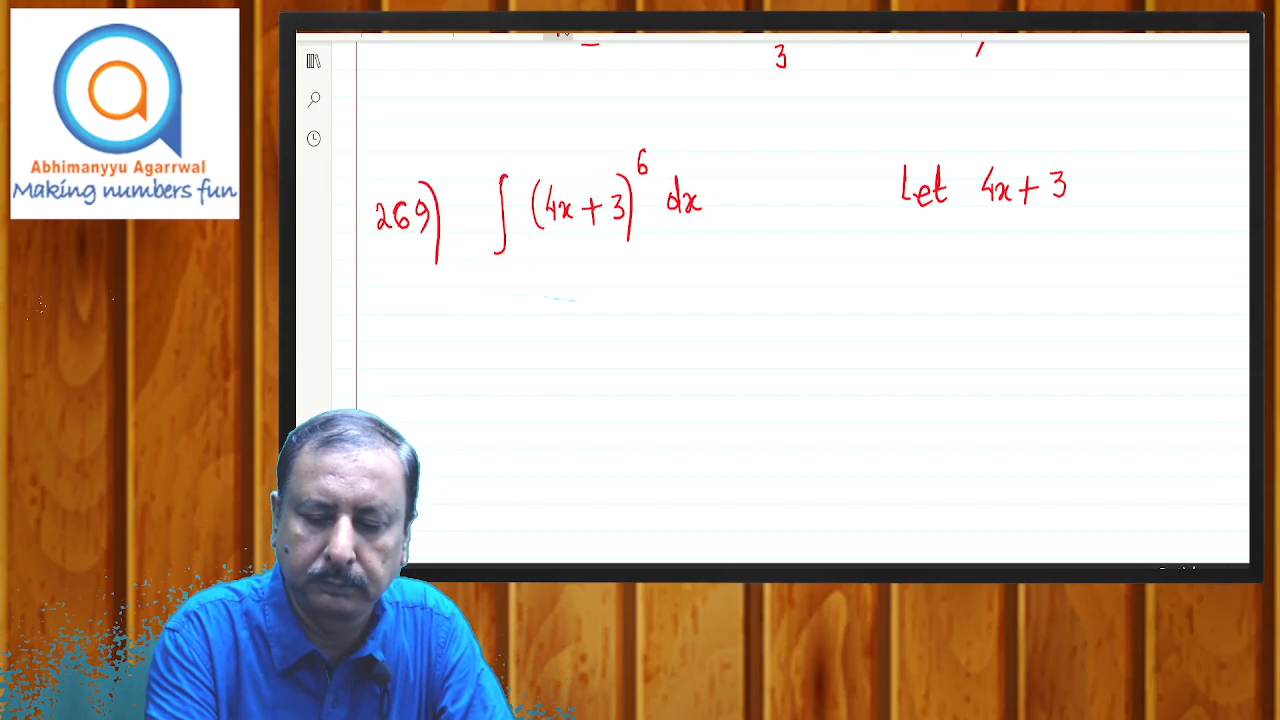 Abhimanyyu Agarrwal
Making numbers fun
3
269) ∫ (4x + 3)⁶ dx
Let 4x + 3